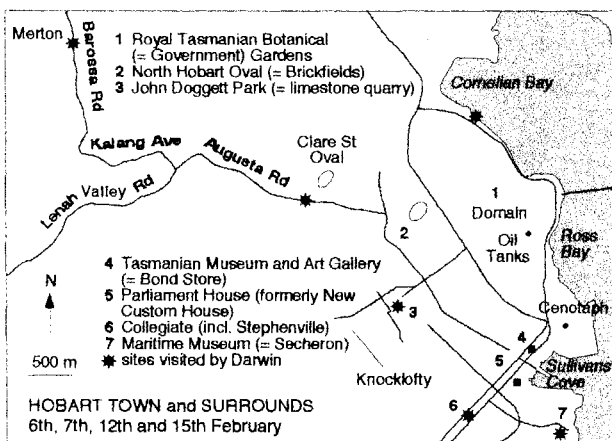 Merton
Barossa Rd
1 Royal Tasmanian Botanical
(= Government) Gardens
2 North Hobart Oval (= Brickfields)
3 John Doggett Park (= limestone quarry)
Cornelian Bay
Kalang Ave
Augusta Rd
Clare St
Oval
Lenah Valley Rd
1
Domain
Oil
Tanks
2
Ross
Bay
4 Tasmanian Museum and Art Gallery
(= Bond Store)
5 Parliament House (formerly New
Custom House)
6 Collegiate (incl. Stephenville)
7 Maritime Museum (= Secheron)
sites visited by Darwin
N
500 m
3
Cenotaph
4
5
Sullivans
Cove
Knocklofty
6
7
HOBART TOWN and SURROUNDS
6th, 7th, 12th and 15th February